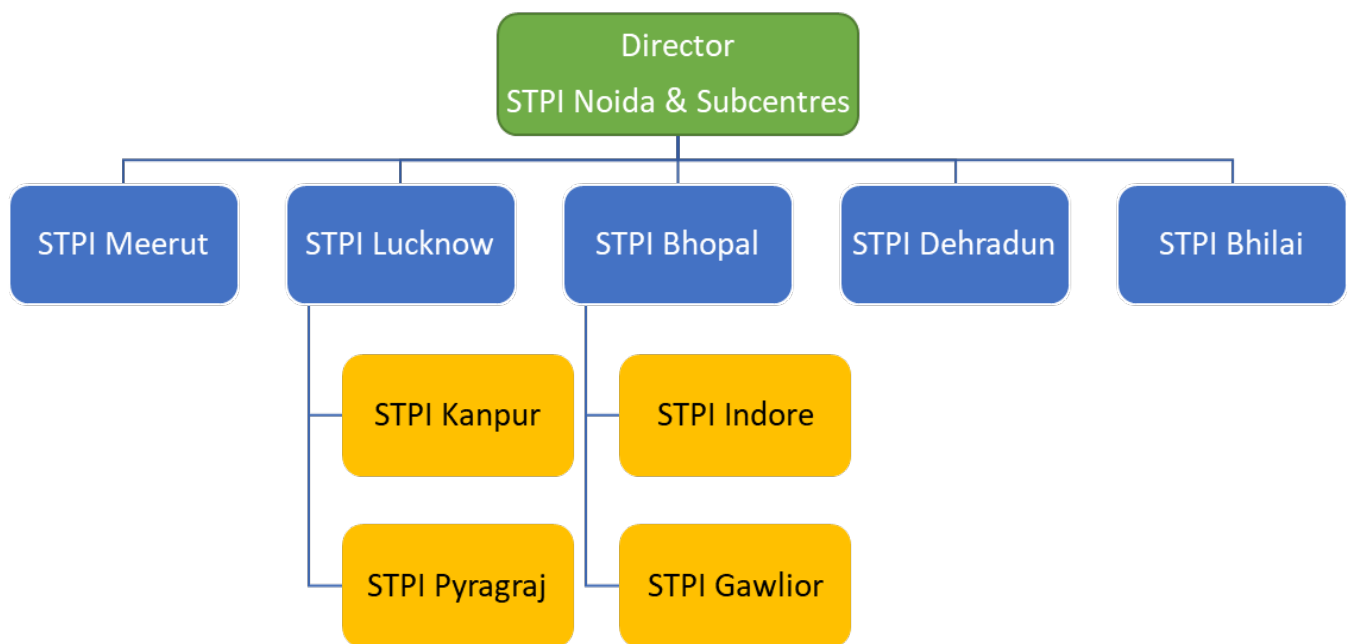 Director
STPI Noida & Subcentres
STPI Meerut
STPI Lucknow
STPI Bhopal
STPI Dehradun
STPI Bhilai
STPI Kanpur
STPI Indore
STPI Pyragraj
STPI Gawlior